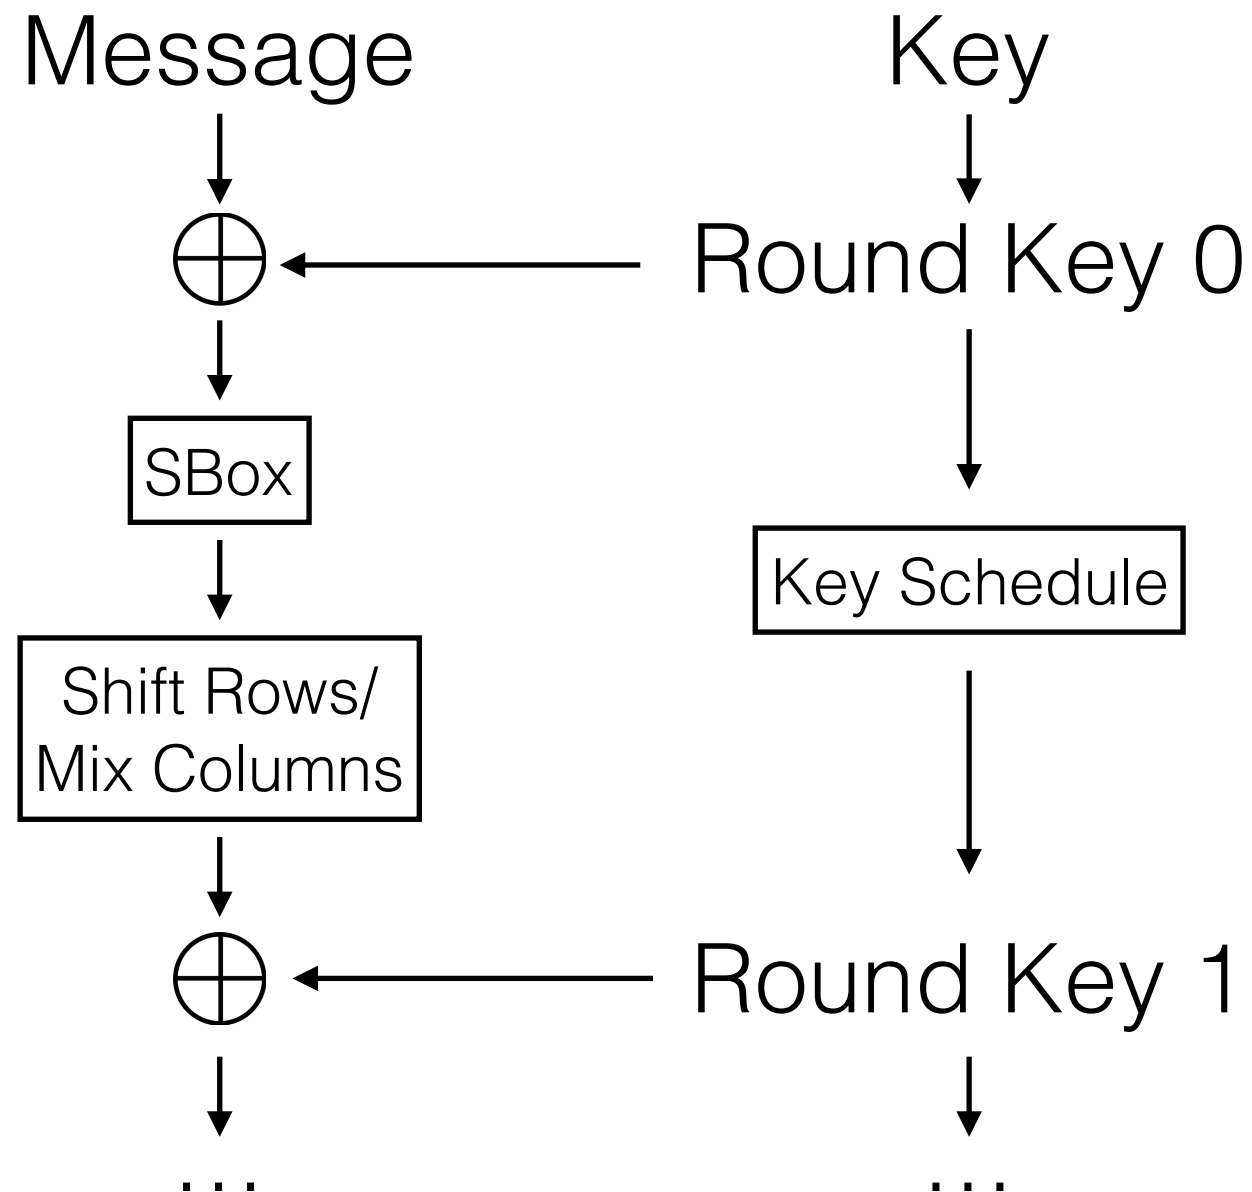 Message
Key
Round Key 0
SBox
Key Schedule
Shift Rows/
Mix Columns
Round Key 1
...
...